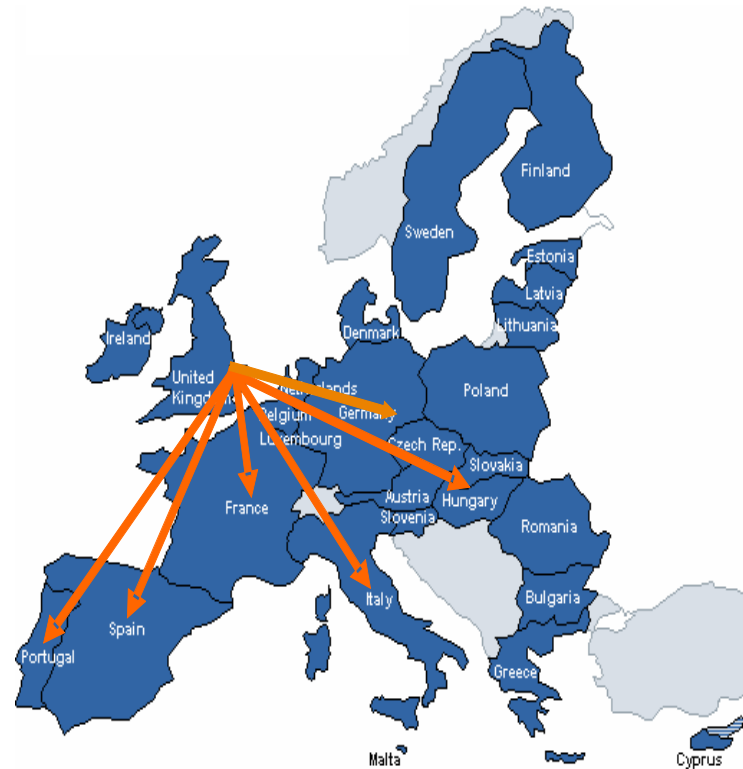 Finland
Sweden
Estonia
Latvia
Lithuania
Denmark
Ireland
United
Kingdom
Netherlands
Poland
Belgium
Germany
Luxembourg
Czech Rep.
Slovakia
Austria
Hungary
France
Slovenia
Romania
Bulgaria
Italy
Spain
Portugal
Greece
Malta
Cyprus